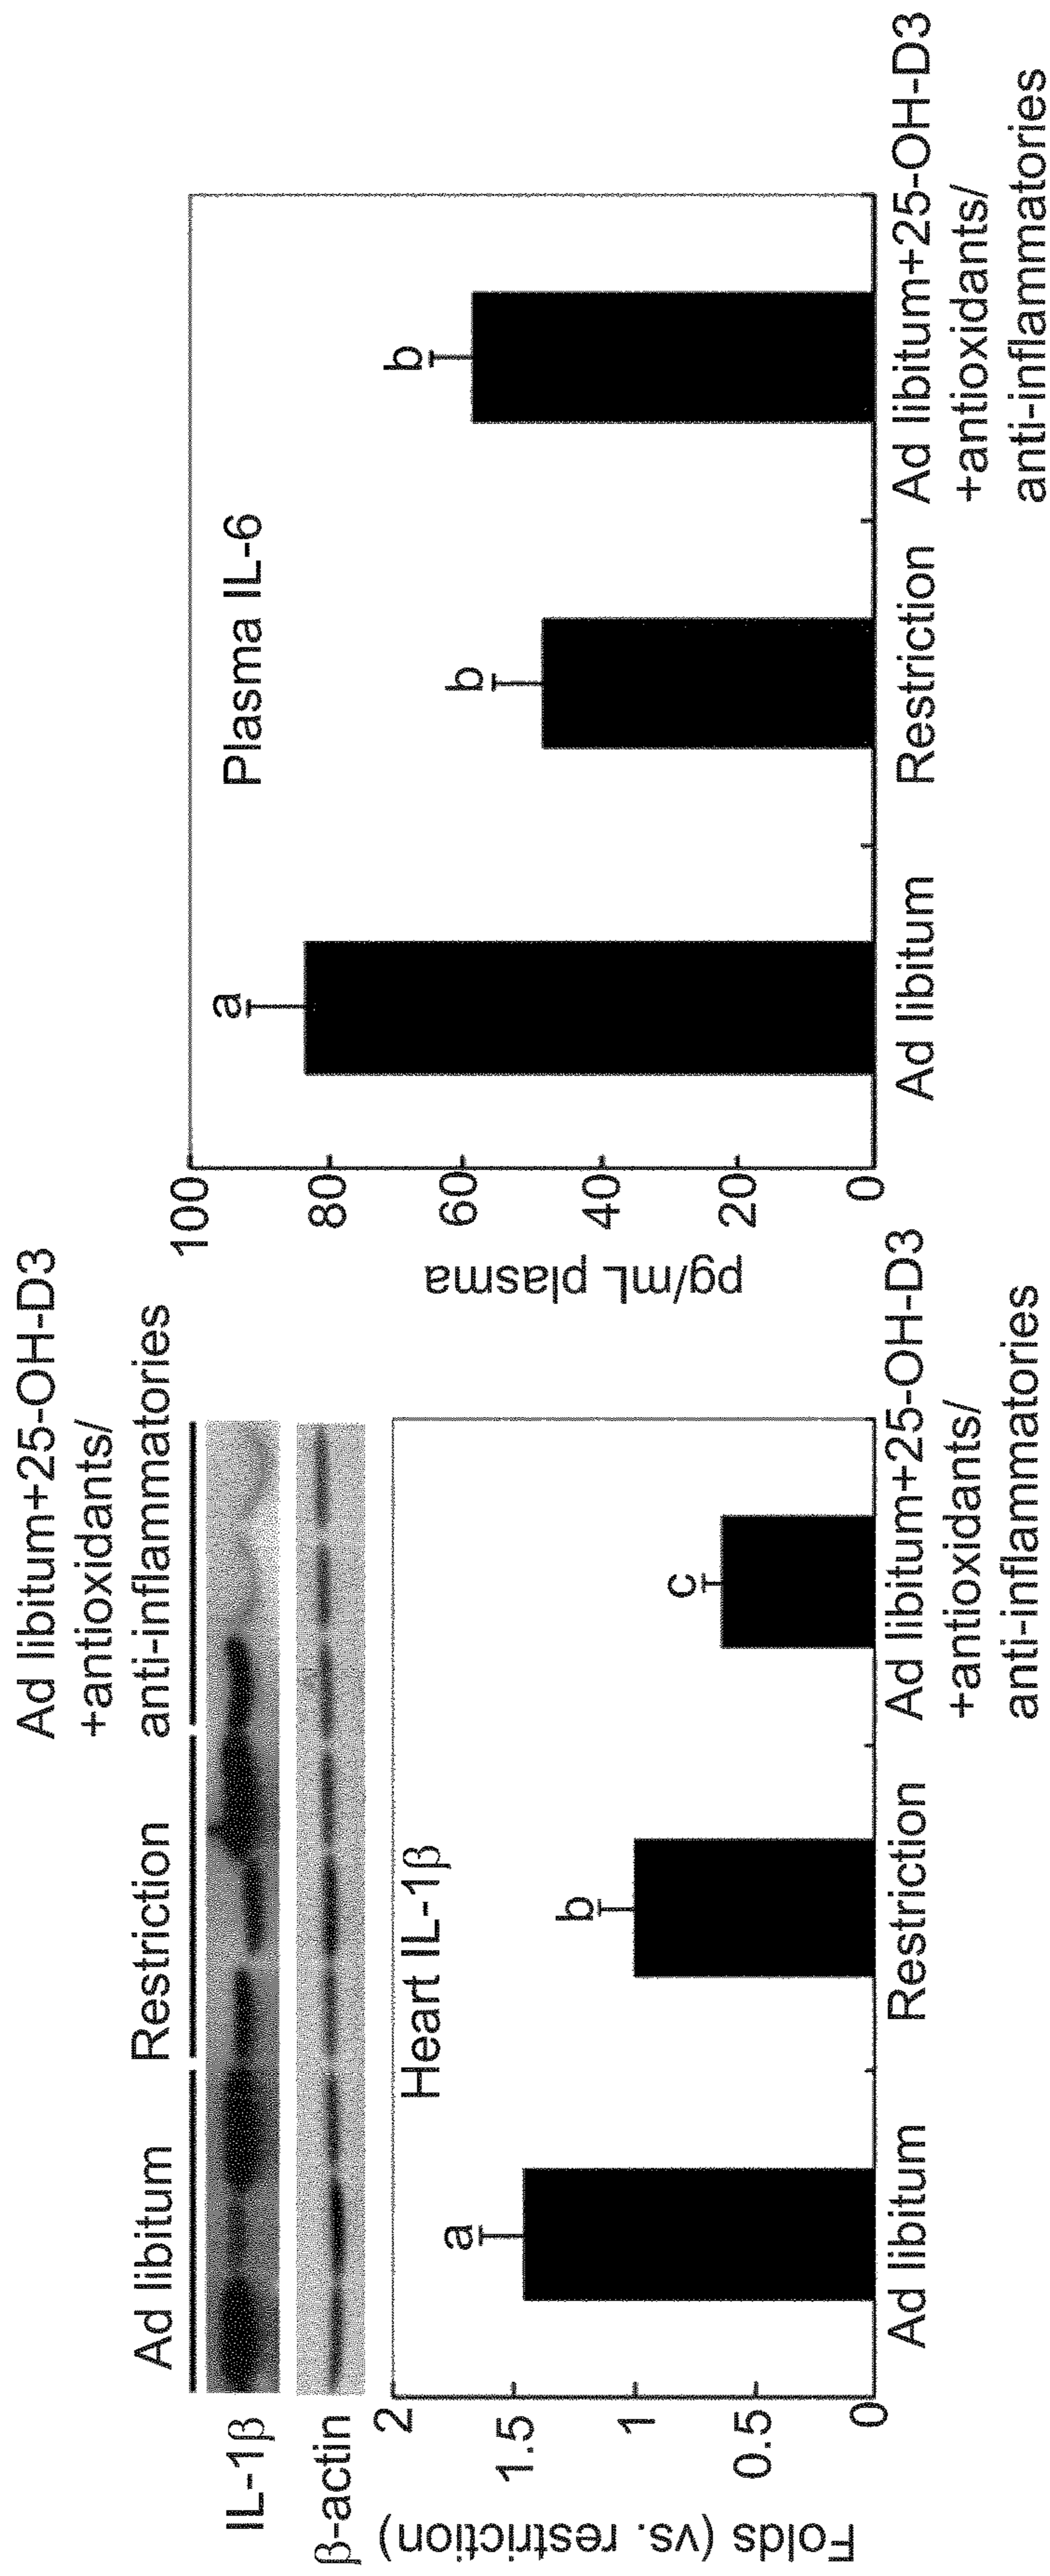 Ad libitum
Restriction
Ad libitum+25-OH-D3
+antioxidants/
anti-inflammatories
IL-1β
β-actin
Heart IL-1β
Folds (vs. restriction)
2
1.5
1
0.5
0
a
b
c
Ad libitum
Restriction
Ad libitum+25-OH-D3
+antioxidants/
anti-inflammatories
Plasma IL-6
pg/mL plasma
100
80
60
40
20
0
a
b
b
Ad libitum
Restriction
Ad libitum+25-OH-D3
+antioxidants/
anti-inflammatories